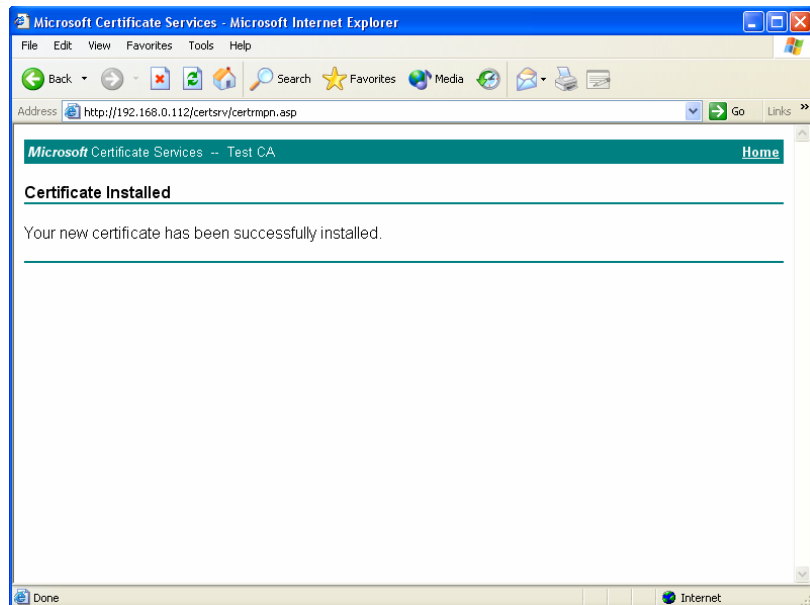 Microsoft Certificate Services - Microsoft Internet Explorer
File Edit View Favorites Tools Help
Back Search Favorites Media
Address http://192.168.0.112/certsrv/certrmpn.asp Go Links »
Microsoft Certificate Services -- Test CA Home
Certificate Installed
Your new certificate has been successfully installed.
Done Internet